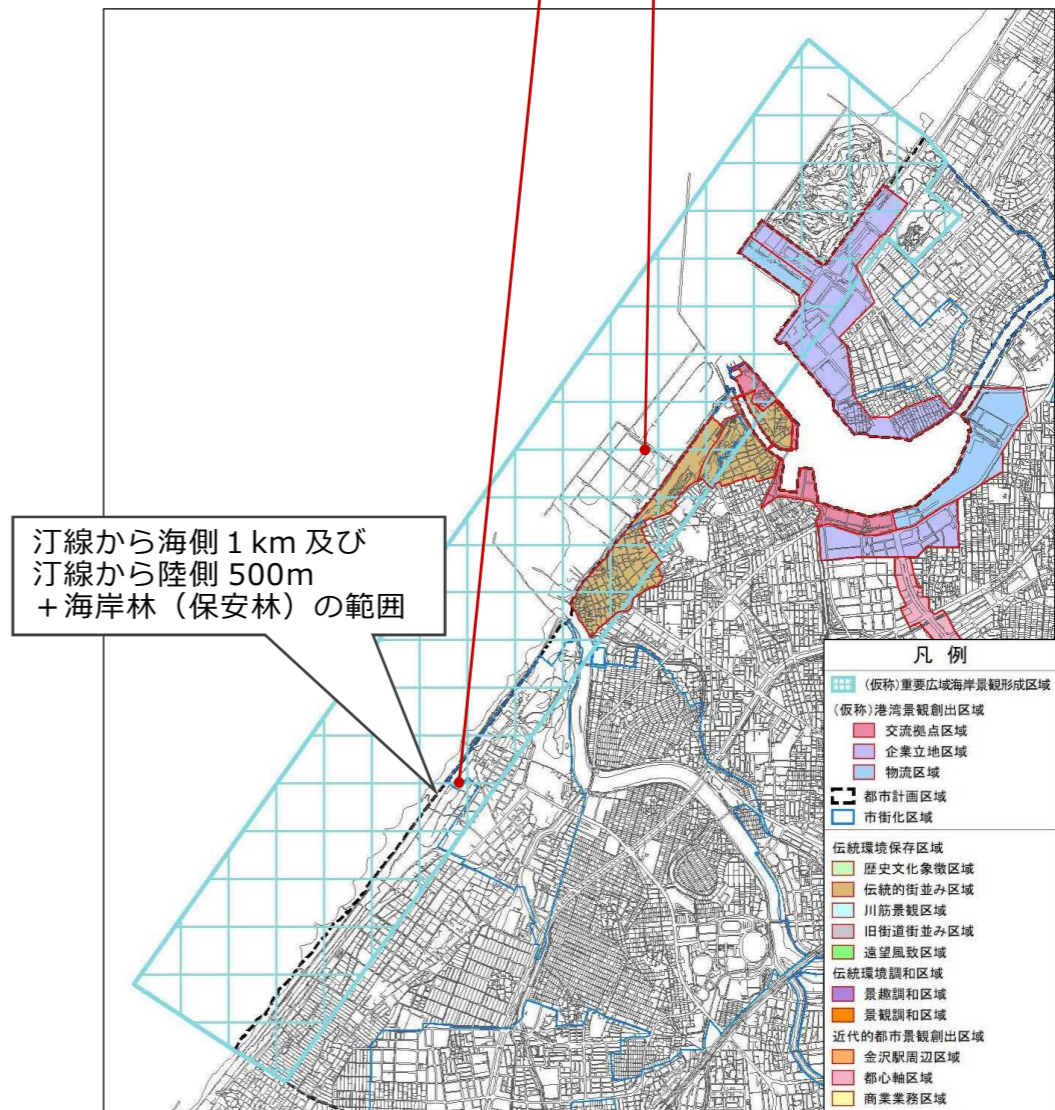 汀線から海側1km 及び
汀線から陸側 500m
+海岸林(保安林)の範囲
凡 例
(仮称)重要広域海岸景観形成区域
(仮称)港湾景観創出区域
交流拠点区域
企業立地区域
物流区域
都市計画区域
市街化区域
伝統環境保存区域
歴史文化象徴区域
伝統的街並み区域
川筋景観区域
旧街道街並み区域
遠望風致区域
伝統環境調和区域
景趣調和区域
景観調和区域
近代的都市景観創出区域
金沢駅周辺区域
都心軸区域
商業業務区域